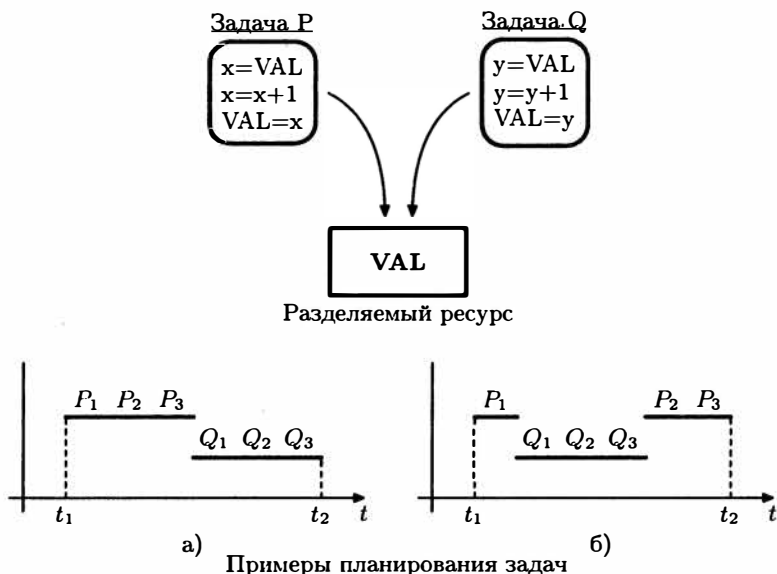 Задача P
Задача Q
x=VAL
x=x+1
VAL=x
y=VAL
y=y+1
VAL=y
VAL
Разделяемый ресурс
P₁ P₂ P₃
Q₁ Q₂ Q₃
t₁
t₂
t
а)
P₁
P₂ P₃
Q₁ Q₂ Q₃
t₁
t₂
t
б)
Примеры планирования задач